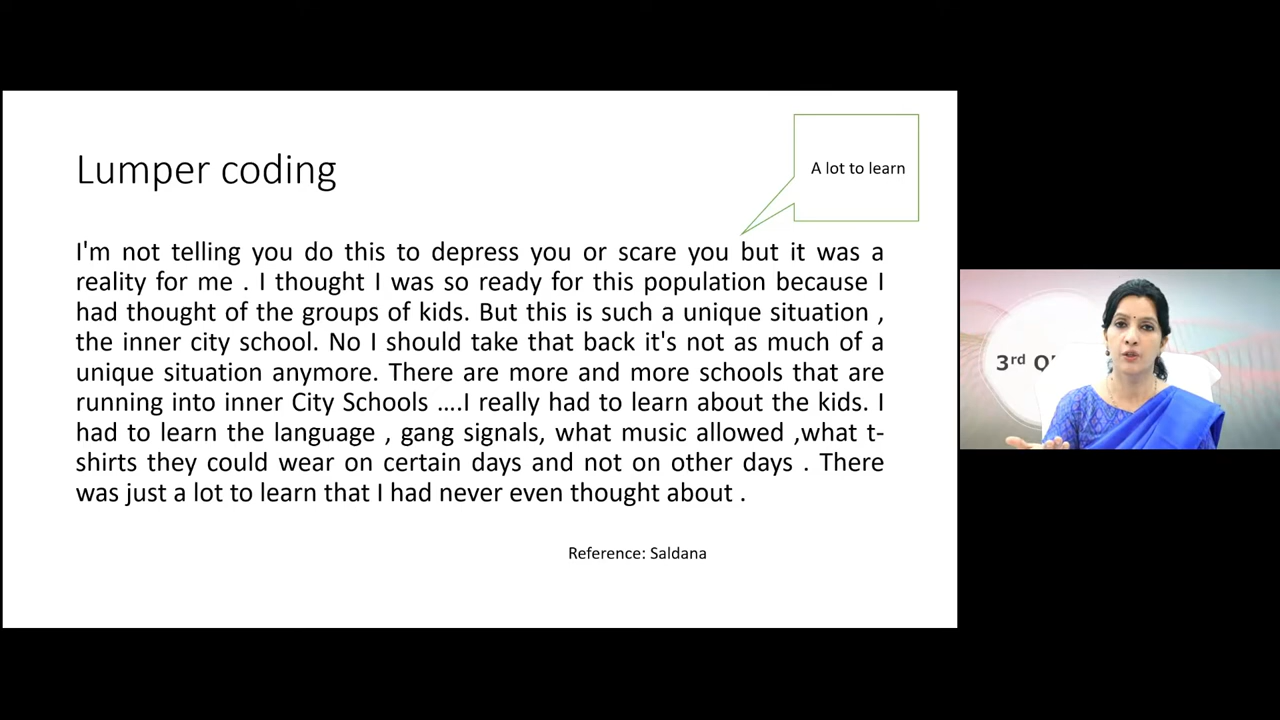 Lumper coding
A lot to learn
I'm not telling you do this to depress you or scare you but it was a
reality for me . I thought I was so ready for this population because I
had thought of the groups of kids. But this is such a unique situation ,
the inner city school. No I should take that back it's not as much of a
unique situation anymore. There are more and more schools that are
running into inner City Schools ....I really had to learn about the kids. I
had to learn the language , gang signals, what music allowed ,what t-
shirts they could wear on certain days and not on other days . There
was just a lot to learn that I had never even thought about .
Reference: Saldana
3rd